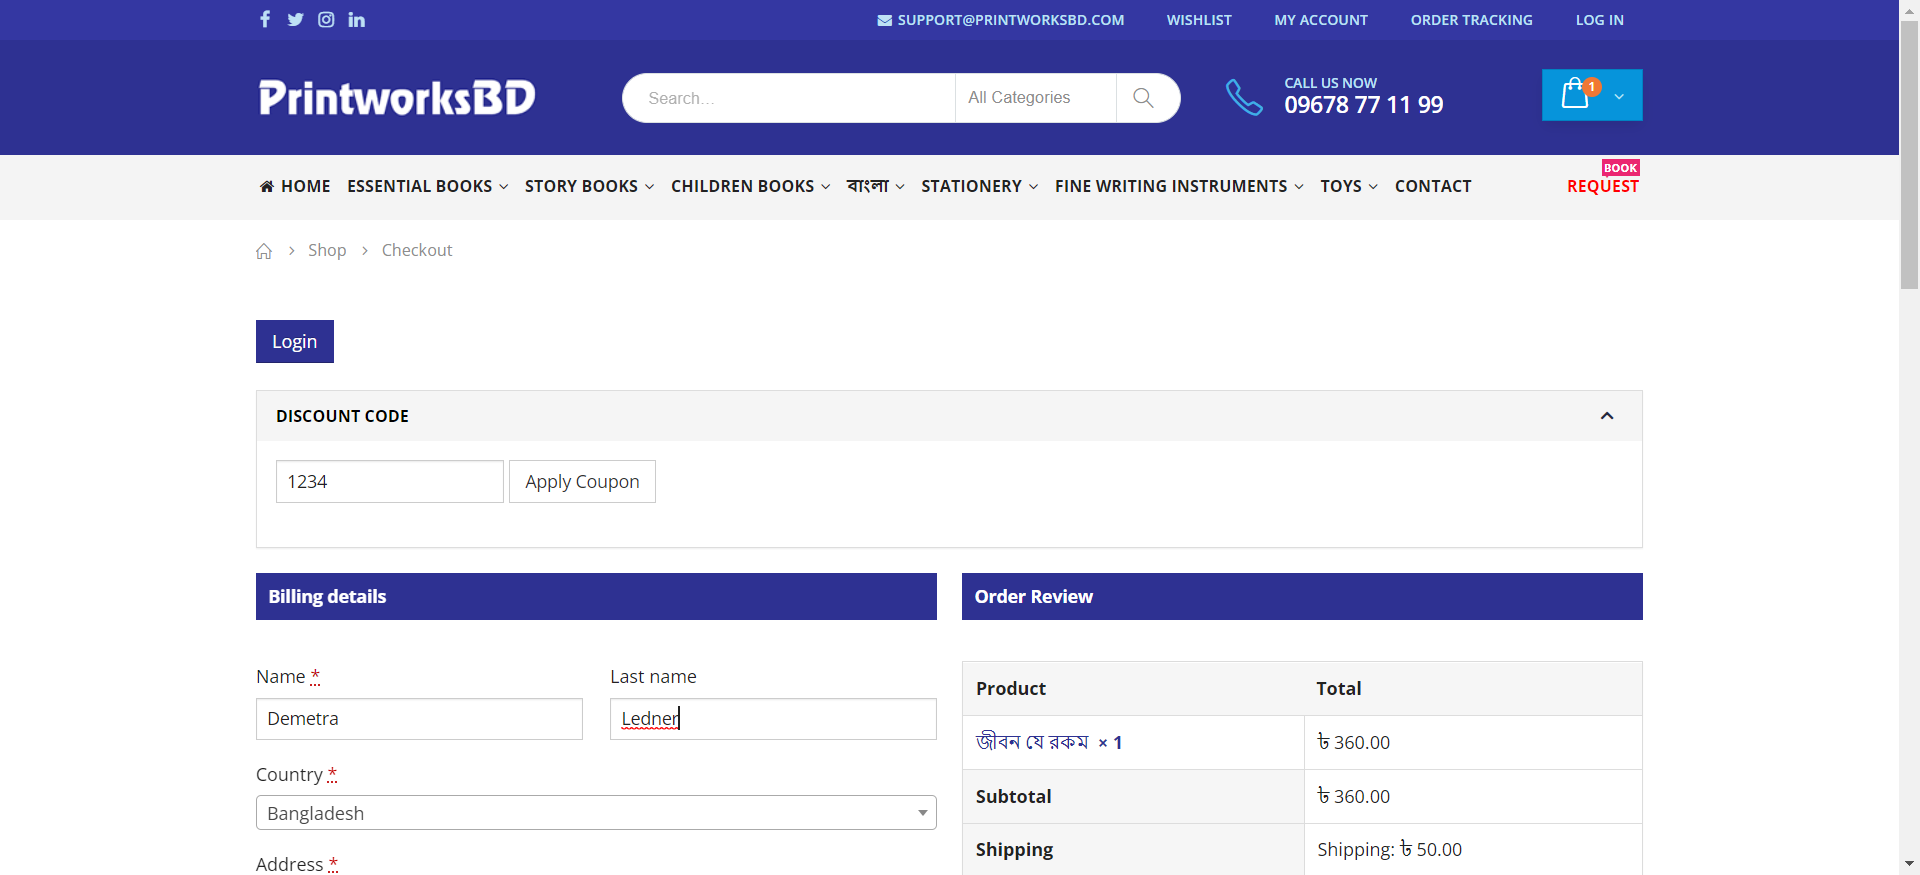 SUPPORT@PRINTWORKSBD.COM WISHLIST MY ACCOUNT ORDER TRACKING LOG IN
PrintworksBD
Search...
All Categories
CALL US NOW
09678 77 11 99
1
BOOK
HOME ESSENTIAL BOOKS STORY BOOKS CHILDREN BOOKS বাংলা STATIONERY FINE WRITING INSTRUMENTS TOYS CONTACT REQUEST
Shop Checkout
Login
DISCOUNT CODE
1234 Apply Coupon
Billing details
Order Review
Name * Last name
Demetra Ledner
Country *
Bangladesh
Address *
Product Total
জীবন যে রকম × 1 ৳ 360.00
Subtotal ৳ 360.00
Shipping Shipping: ৳ 50.00